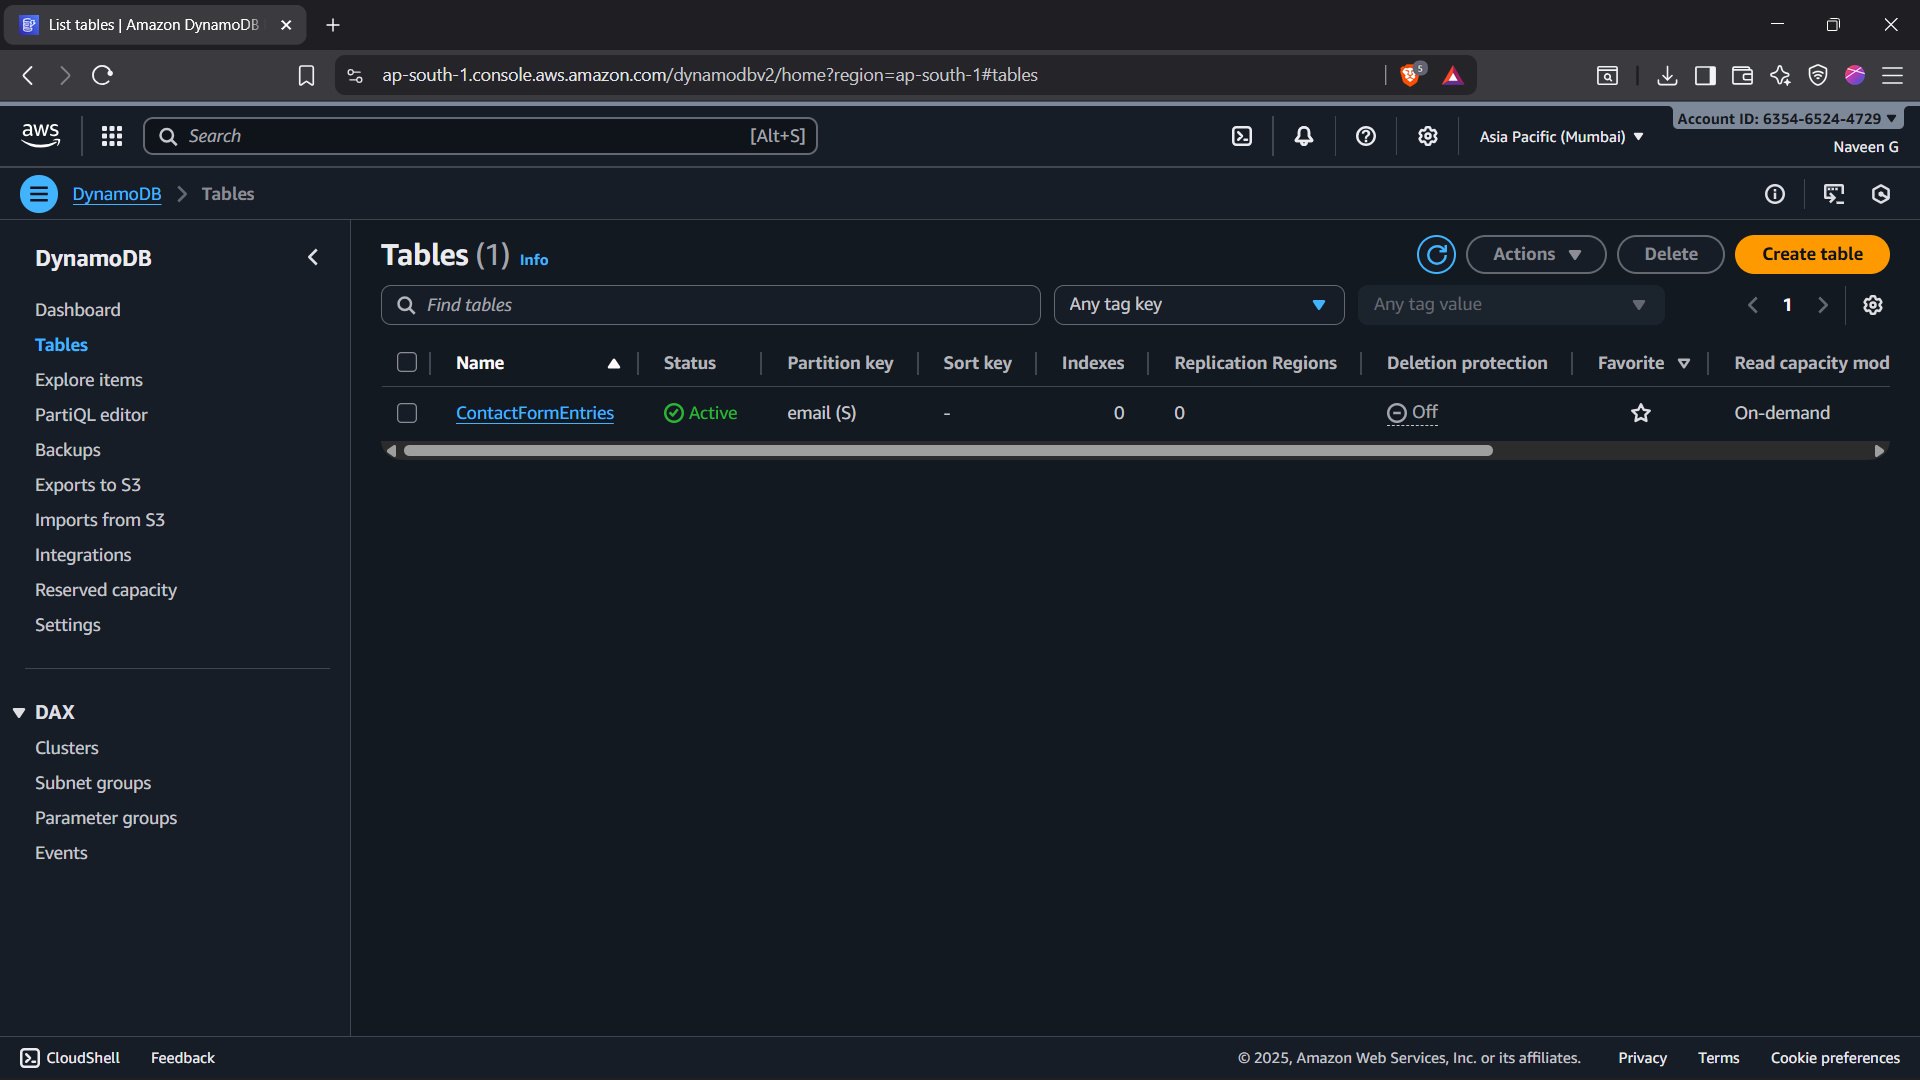 List tables | Amazon DynamoDB
ap-south-1.console.aws.amazon.com/dynamodbv2/home?region=ap-south-1#tables
5
aws
Search
[Alt+S]
Asia Pacific (Mumbai)
Account ID: 6354-6524-4729
Naveen G
DynamoDB
Tables
DynamoDB
Dashboard
Tables
Explore items
PartiQL editor
Backups
Exports to S3
Imports from S3
Integrations
Reserved capacity
Settings
DAX
Clusters
Subnet groups
Parameter groups
Events
Tables (1) Info
Actions
Delete
Create table
Find tables
Any tag key
Any tag value
1
Name Status Partition key Sort key Indexes Replication Regions Deletion protection Favorite Read capacity mod
ContactFormEntries Active email (S) - 0 0 Off On-demand
CloudShell Feedback
© 2025, Amazon Web Services, Inc. or its affiliates. Privacy Terms Cookie preferences